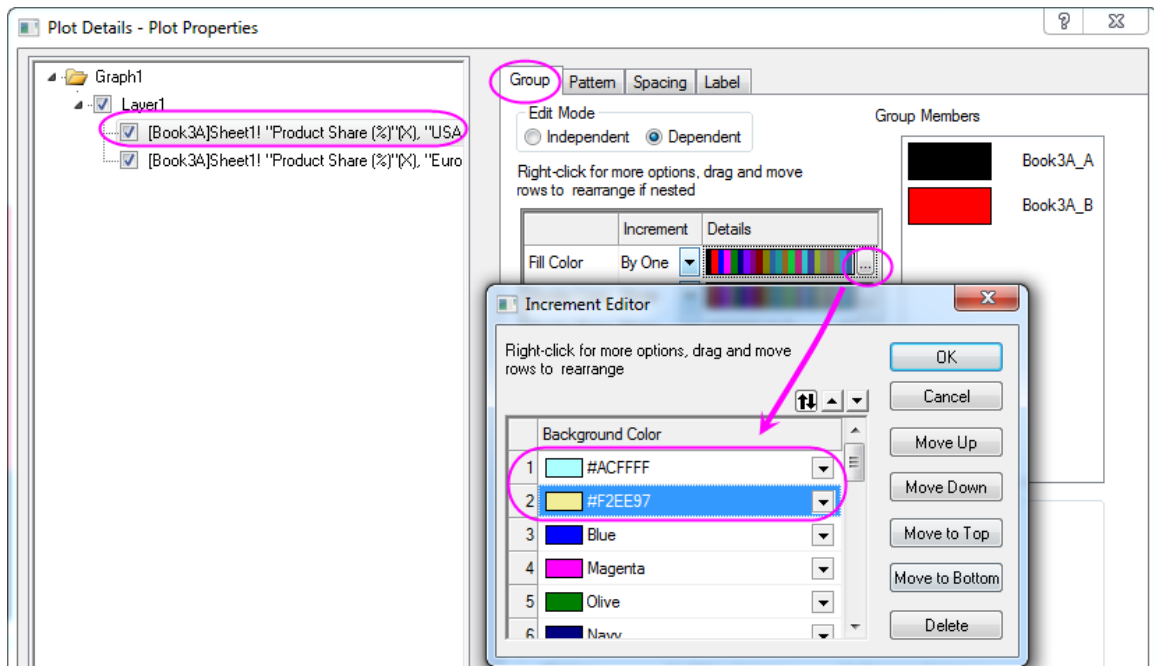 Plot Details - Plot Properties
Graph1
Layer1
[Book3A]Sheet1! "Product Share (%)"(X), "USA
[Book3A]Sheet1! "Product Share (%)"(X), "Euro
Group Pattern Spacing Label
Edit Mode
Independent Dependent
Right-click for more options, drag and move
rows to rearrange if nested
Increment Details
Fill Color By One ...
Group Members
Book3A_A
Book3A_B
Increment Editor
Right-click for more options, drag and move
rows to rearrange
Background Color
1 #ACFFFF
2 #F2EE97
3 Blue
4 Magenta
5 Olive
6 Navy
OK
Cancel
Move Up
Move Down
Move to Top
Move to Bottom
Delete